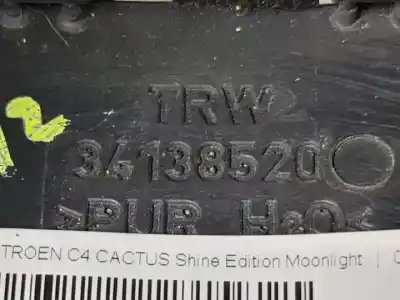 TRW
34138520
>PUR H2O<
TROEN C4 CACTUS Shine Edition Moonlight |